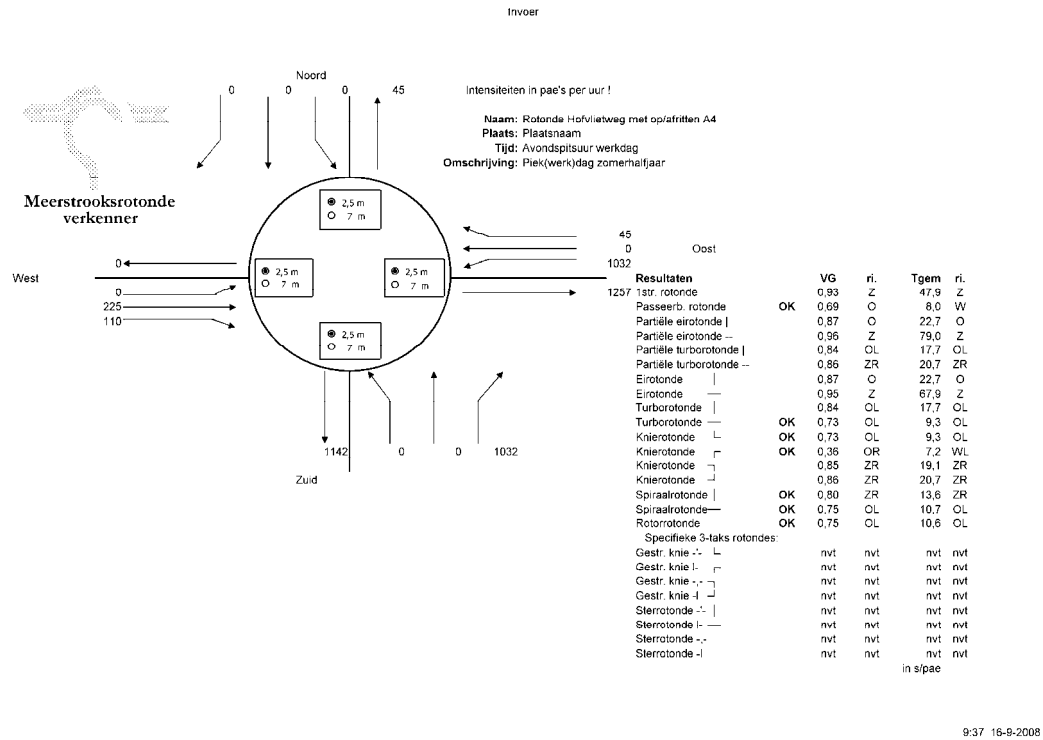 Invoer
Noord
0 0 0 45
Intensiteiten in pae's per uur !
Naam: Rotonde Hofvlietweg met op/afritten A4
Plaats: Plaatsnaam
Tijd: Avondspitsuur werkdag
Omschrijving: Piek(werk)dag zomerhalfjaar
Meerstrooksrotonde
verkenner
2,5 m
7 m
45
0 Oost
1032
1257
West
0
0
225
110
2,5 m
7 m
2,5 m
7 m
2,5 m
7 m
1142 0 0 1032
Zuid
Resultaten VG ri. Tgem ri.
1str. rotonde 0,93 Z 47,9 Z
Passeerb. rotonde OK 0,69 O 8,0 W
Partiële eirotonde | 0,87 O 22,7 O
Partiële eirotonde -- 0,96 Z 79,0 Z
Partiële turborotonde | 0,84 OL 17,7 OL
Partiële turborotonde -- 0,86 ZR 20,7 ZR
Eirotonde | 0,87 O 22,7 O
Eirotonde — 0,95 Z 67,9 Z
Turborotonde | 0,84 OL 17,7 OL
Turborotonde — OK 0,73 OL 9,3 OL
Knierotonde └ OK 0,73 OL 9,3 OL
Knierotonde ┌ OK 0,36 OR 7,2 WL
Knierotonde ┐ 0,85 ZR 19,1 ZR
Knierotonde ┘ 0,86 ZR 20,7 ZR
Spiraalrotonde | OK 0,80 ZR 13,6 ZR
Spiraalrotonde — OK 0,75 OL 10,7 OL
Rotorrotonde OK 0,75 OL 10,6 OL
Specifieke 3-taks rotondes:
Gestr. knie -'- └ nvt nvt nvt nvt
Gestr. knie |- ┌ nvt nvt nvt nvt
Gestr. knie -,- ┐ nvt nvt nvt nvt
Gestr. knie -| ┘ nvt nvt nvt nvt
Sterrotonde -'- | nvt nvt nvt nvt
Sterrotonde |- — nvt nvt nvt nvt
Sterrotonde -,- nvt nvt nvt nvt
Sterrotonde -| nvt nvt nvt nvt
in s/pae
9:37 16-9-2008